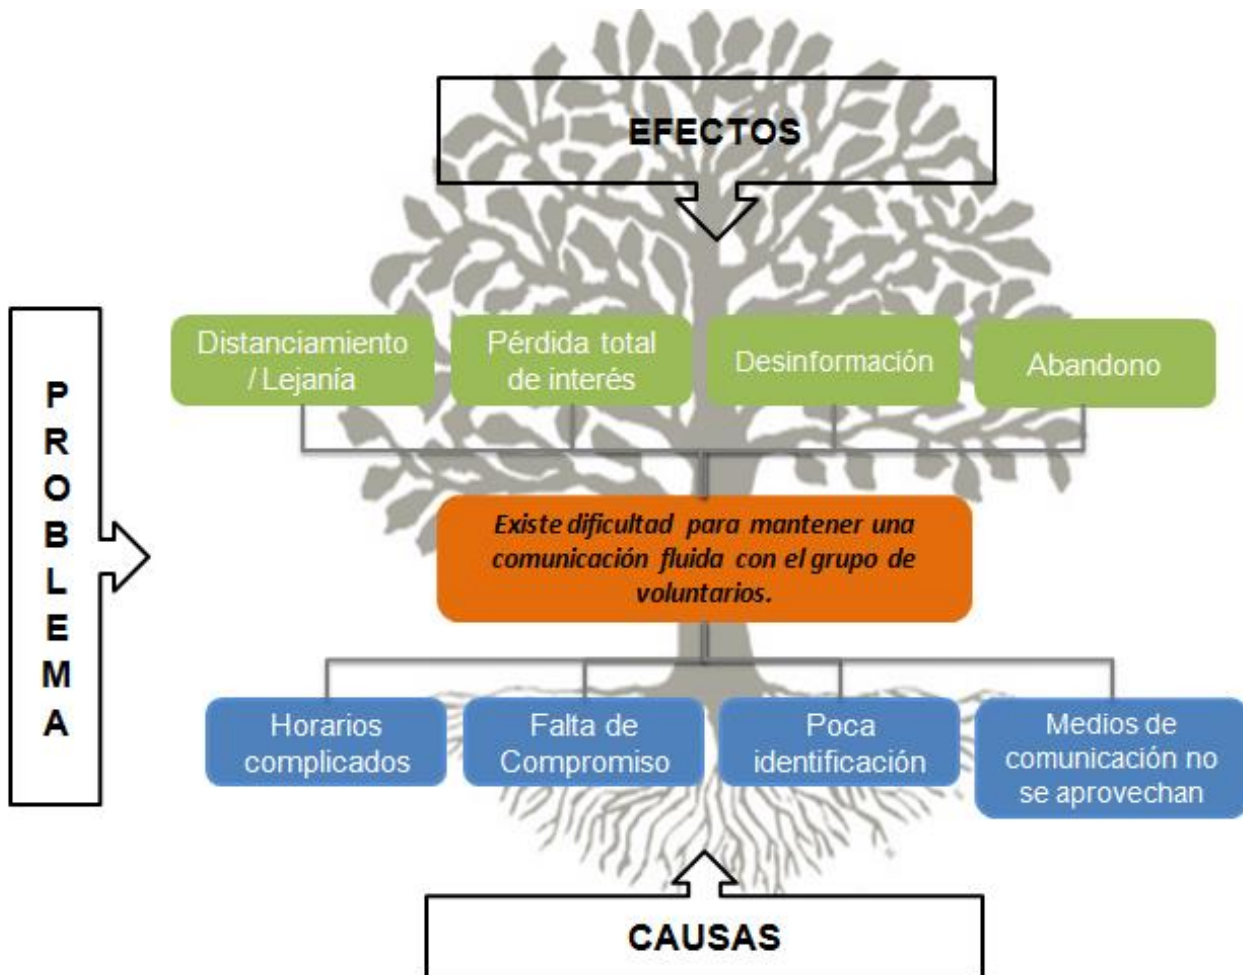 EFECTOS
Distanciamiento
/ Lejanía
Pérdida total
de interés
Desinformación
Abandono
PROBLEMA
Existe dificultad para mantener una
comunicación fluida con el grupo de
voluntarios.
Horarios
complicados
Falta de
Compromiso
Poca
identificación
Medios de
comunicación no
se aprovechan
CAUSAS